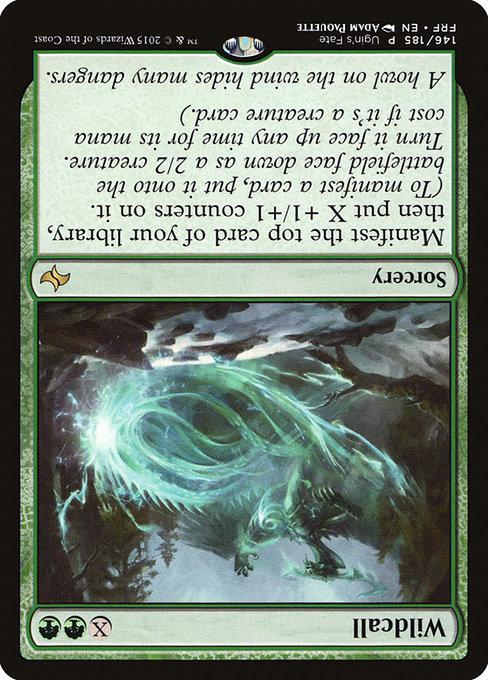 Wildcall X
Sorcery
Manifest the top card of your library,
then put X +1/+1 counters on it.
(To manifest a card, put it onto the
battlefield face down as a 2/2 creature.
Turn it face up any time for its mana
cost if it's a creature card.)
A howl on the wind hides many dangers.
146/185 P Ugin's Fate
FRF • EN ADAM PAQUETTE
™ & © 2015 Wizards of the Coast